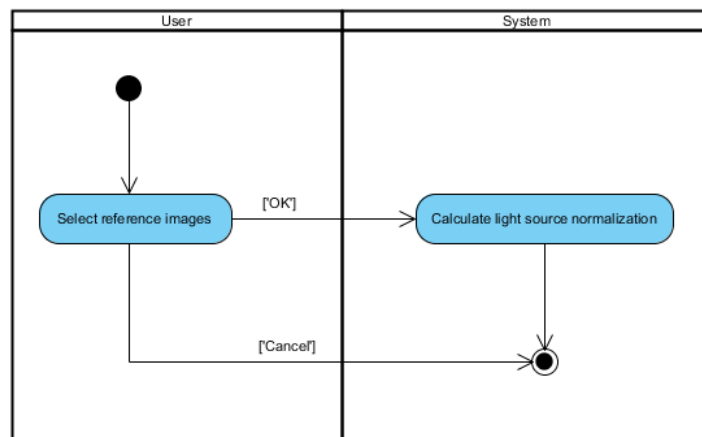 User
System
['OK']
Select reference images
Calculate light source normalization
['Cancel']